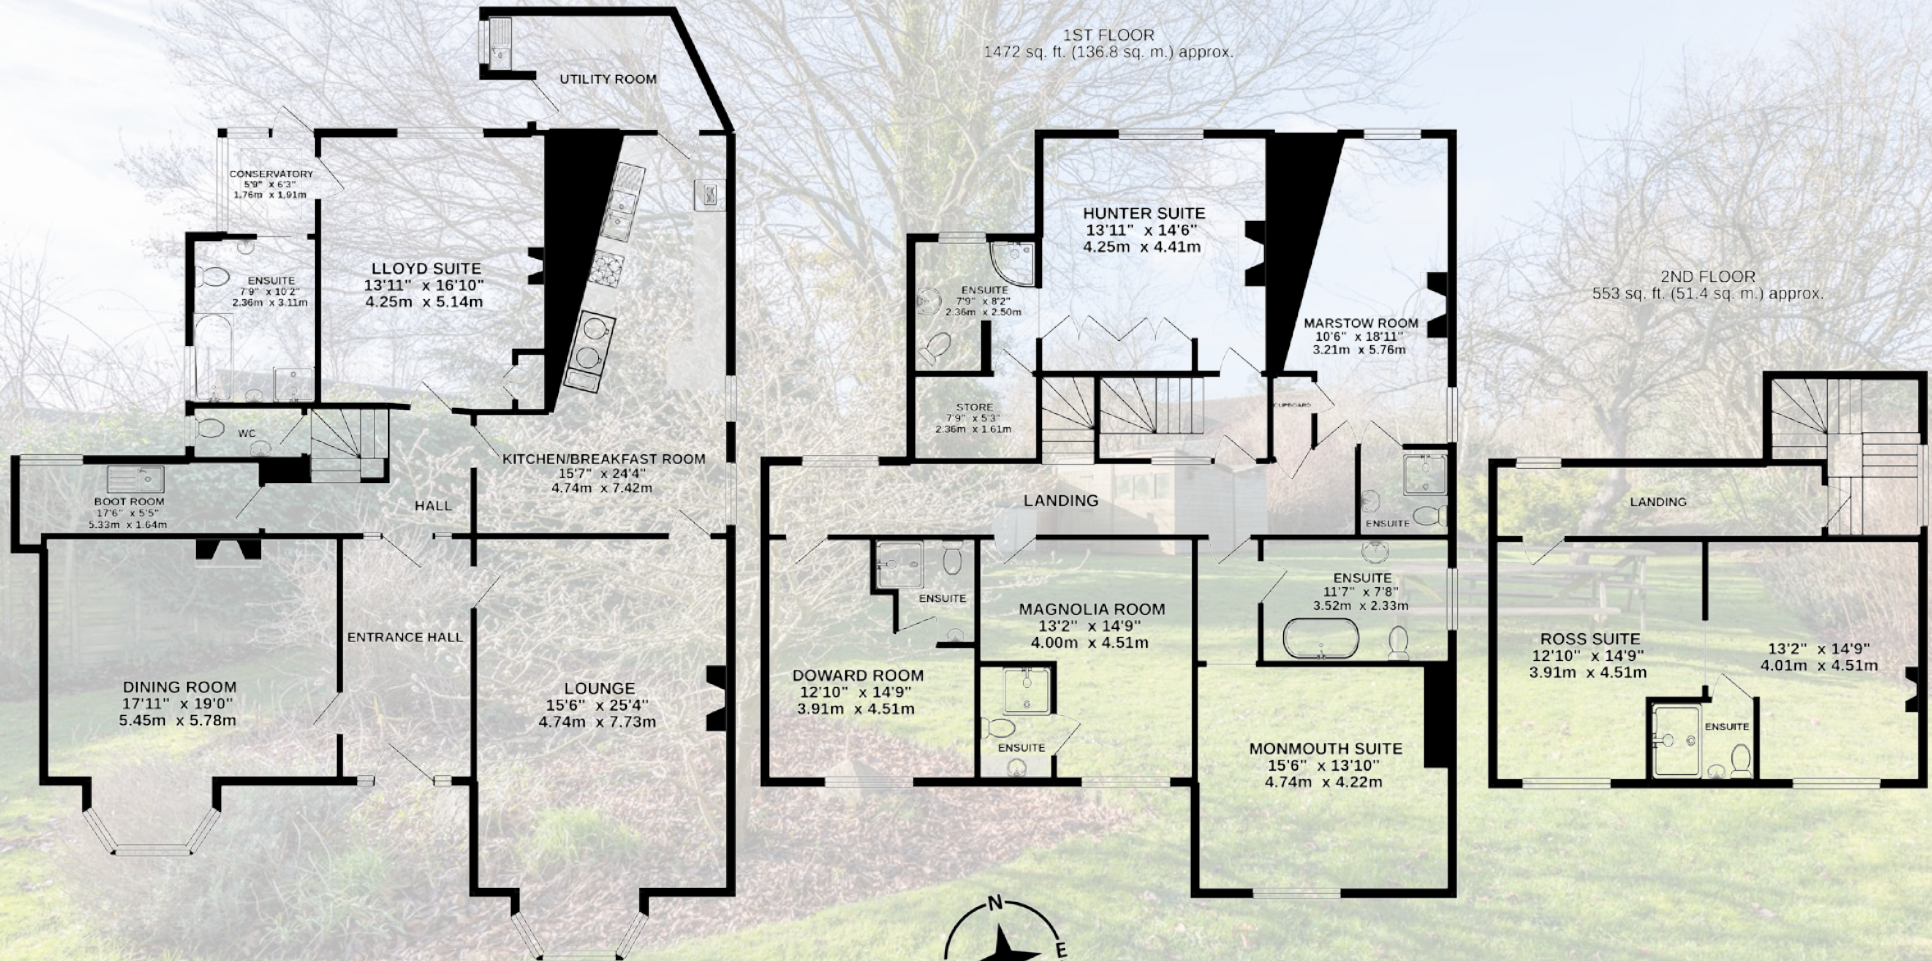 1ST FLOOR
1472 sq. ft. (136.8 sq. m.) approx.
UTILITY ROOM
CONSERVATORY
5'9" x 6'3"
1.76m x 1.91m
LLOYD SUITE
13'11" x 16'10"
4.25m x 5.14m
ENSUITE
7'9" x 10'2"
2.36m x 3.11m
WC
BOOT ROOM
17'6" x 5'5"
5.33m x 1.64m
HALL
KITCHEN/BREAKFAST ROOM
15'7" x 24'4"
4.74m x 7.42m
ENTRANCE HALL
DINING ROOM
17'11" x 19'0"
5.45m x 5.78m
LOUNGE
15'6" x 25'4"
4.74m x 7.73m
HUNTER SUITE
13'11" x 14'6"
4.25m x 4.41m
ENSUITE
7'9" x 8'2"
2.36m x 2.50m
MARSTOW ROOM
10'6" x 18'11"
3.21m x 5.76m
STORE
7'9" x 5'3"
2.36m x 1.61m
CUPBOARD
LANDING
ENSUITE
ENSUITE
ENSUITE
11'7" x 7'8"
3.52m x 2.33m
MAGNOLIA ROOM
13'2" x 14'9"
4.00m x 4.51m
DOWARD ROOM
12'10" x 14'9"
3.91m x 4.51m
ENSUITE
MONMOUTH SUITE
15'6" x 13'10"
4.74m x 4.22m
2ND FLOOR
553 sq. ft. (51.4 sq. m.) approx.
LANDING
ROSS SUITE
12'10" x 14'9"
3.91m x 4.51m
13'2" x 14'9"
4.01m x 4.51m
ENSUITE
N
E